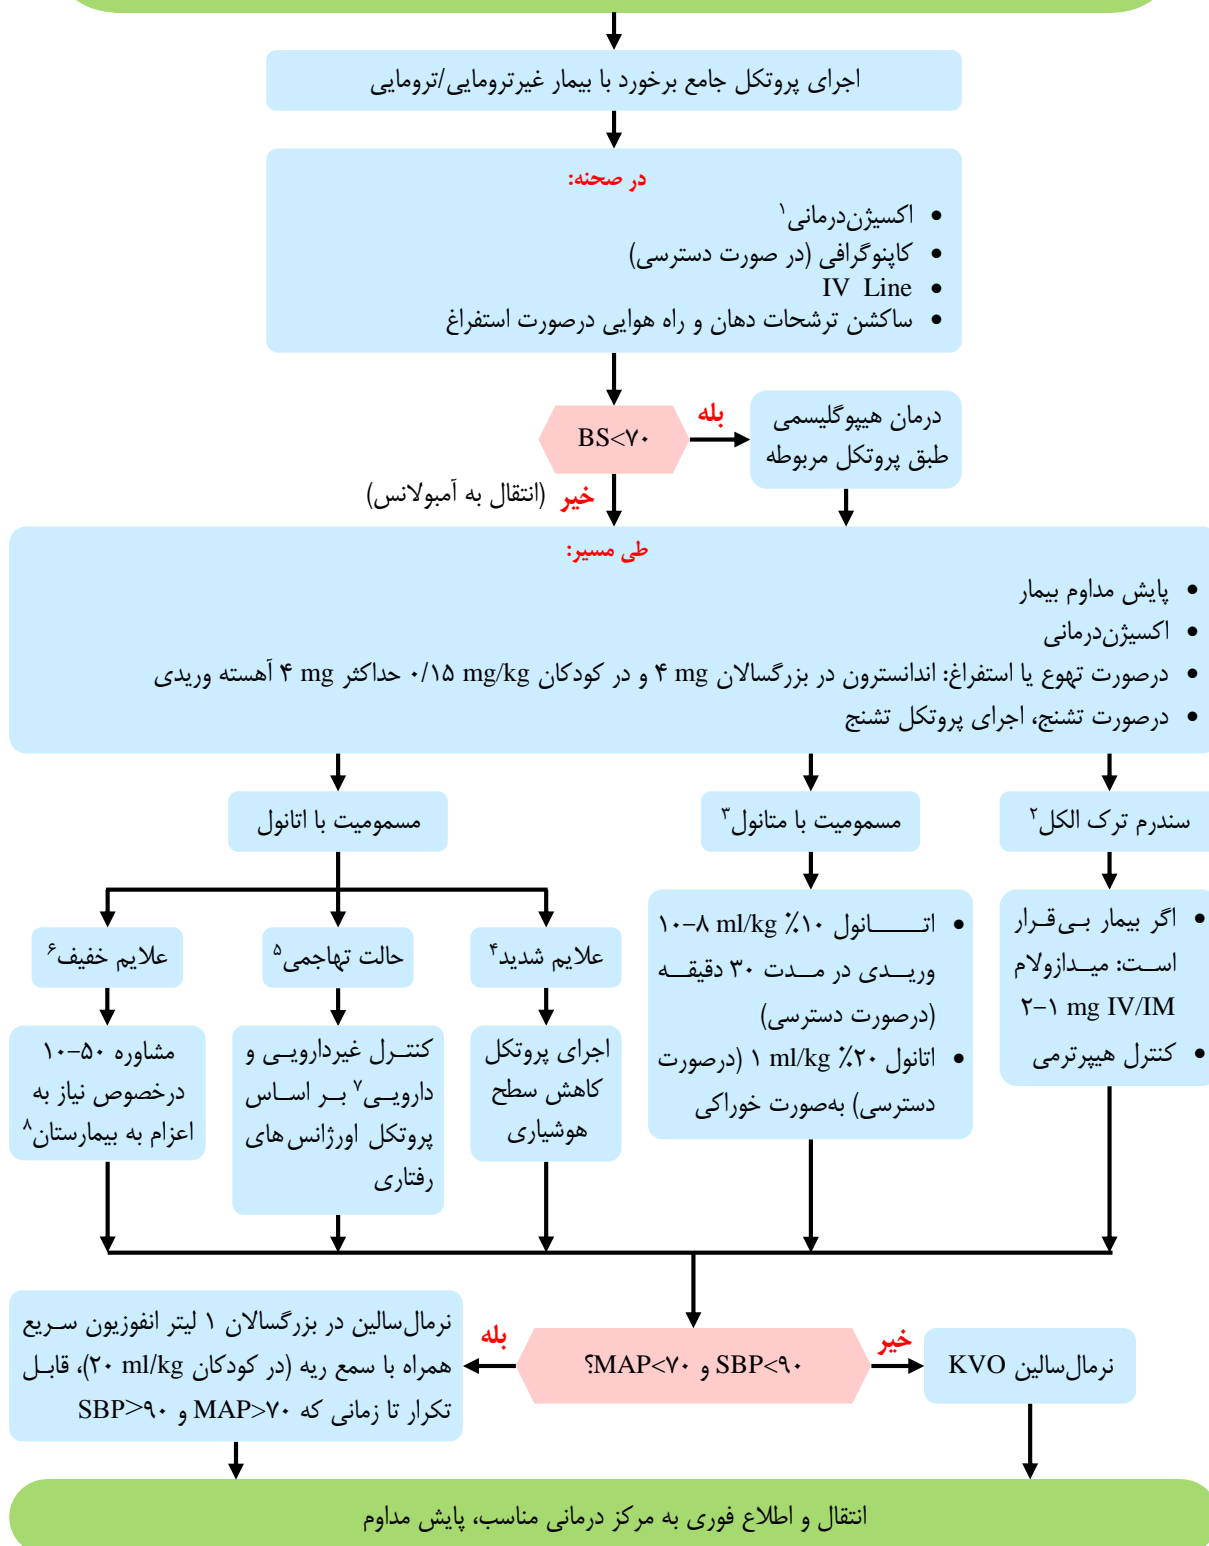 اجرای پروتکل جامع برخورد با بیمار غیرترومایی/ترومایی
در صحنه:
• اکسیژن‌درمانی۱
• کاپنوگرافی (در صورت دسترسی)
• IV Line
• ساکشن ترشحات دهان و راه هوایی درصورت استفراغ
BS<۷۰
بله
درمان هیپوگلیسمی
طبق پروتکل مربوطه
خیر (انتقال به آمبولانس)
طی مسیر:
• پایش مداوم بیمار
• اکسیژن‌درمانی
• درصورت تهوع یا استفراغ: اندانسترون در بزرگسالان ۴ mg و در کودکان ۰/۱۵ mg/kg حداکثر ۴ mg آهسته وریدی
• درصورت تشنج، اجرای پروتکل تشنج
سندرم ترک الکل۲
مسمومیت با متانول۳
مسمومیت با اتانول
• اگر بیمار بی‌قرار
است: میدازولام
۲-۱ mg IV/IM
• کنترل هیپرترمی
• اتانول ۱۰٪ ۱۰-۸ ml/kg
وریدی در مدت ۳۰ دقیقه
(درصورت دسترسی)
• اتانول ۲۰٪ ۱ ml/kg (درصورت
دسترسی) به‌صورت خوراکی
علایم شدید۴
حالت تهاجمی۵
علایم خفیف۶
اجرای پروتکل
کاهش سطح
هوشیاری
کنترل غیردارویی و
دارویی۷ بر اساس
پروتکل اورژانس‌های
رفتاری
مشاوره ۵۰-۱۰
درخصوص نیاز به
اعزام به بیمارستان۸
SBP<۹۰ و MAP<۷۰؟
خیر
نرمال‌سالین KVO
بله
نرمال‌سالین در بزرگسالان ۱ لیتر انفوزیون سریع
همراه با سمع ریه (در کودکان ۲۰ ml/kg)، قابل
تکرار تا زمانی که MAP>۷۰ و SBP>۹۰
انتقال و اطلاع فوری به مرکز درمانی مناسب، پایش مداوم